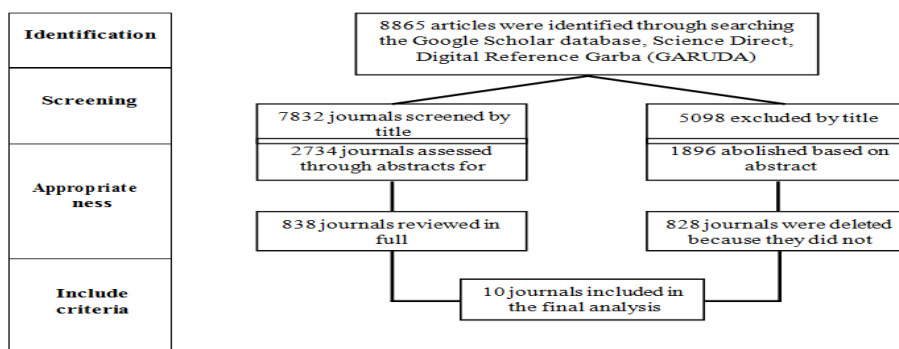 Identification
8865 articles were identified through searching
the Google Scholar database, Science Direct,
Digital Reference Garba (GARUDA)
Screening
7832 journals screened by
title
5098 excluded by title
2734 journals assessed
through abstracts for
1896 abolished based on
abstract
Appropriate
ness
838 journals reviewed in
full
828 journals were deleted
because they did not
Include
criteria
10 journals included in
the final analysis